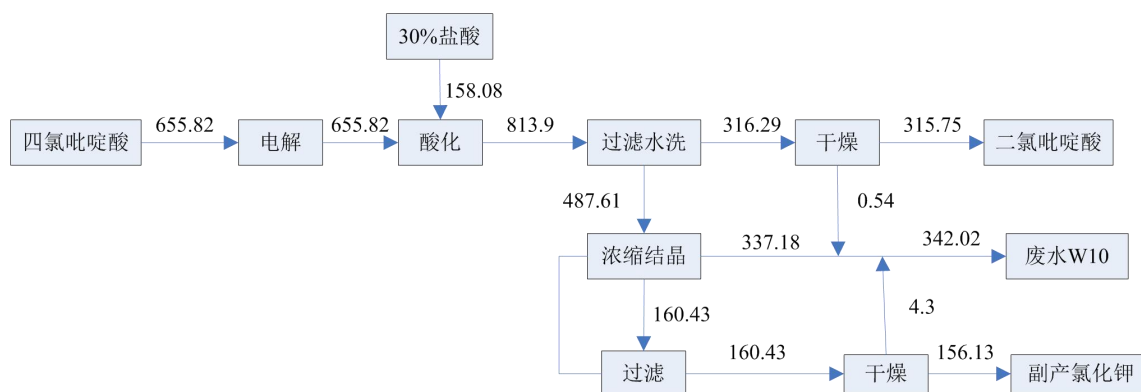 30%盐酸
158.08
四氯吡啶酸
655.82
电解
655.82
酸化
813.9
过滤水洗
316.29
干燥
315.75
二氯吡啶酸
487.61
0.54
浓缩结晶
337.18
342.02
废水W10
160.43
4.3
过滤
160.43
干燥
156.13
副产氯化钾